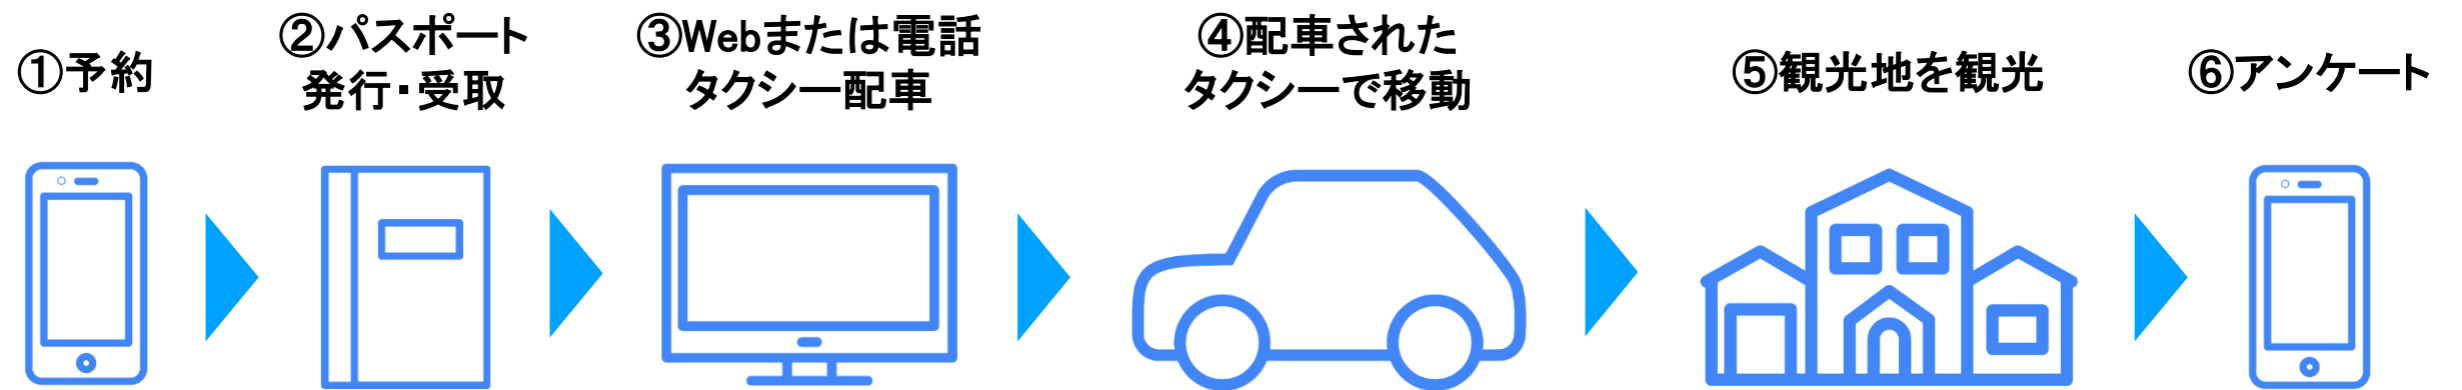 ①予約
②パスポート
発行・受取
③Webまたは電話
タクシー配車
④配車された
タクシーで移動
⑤観光地を観光
⑥アンケート